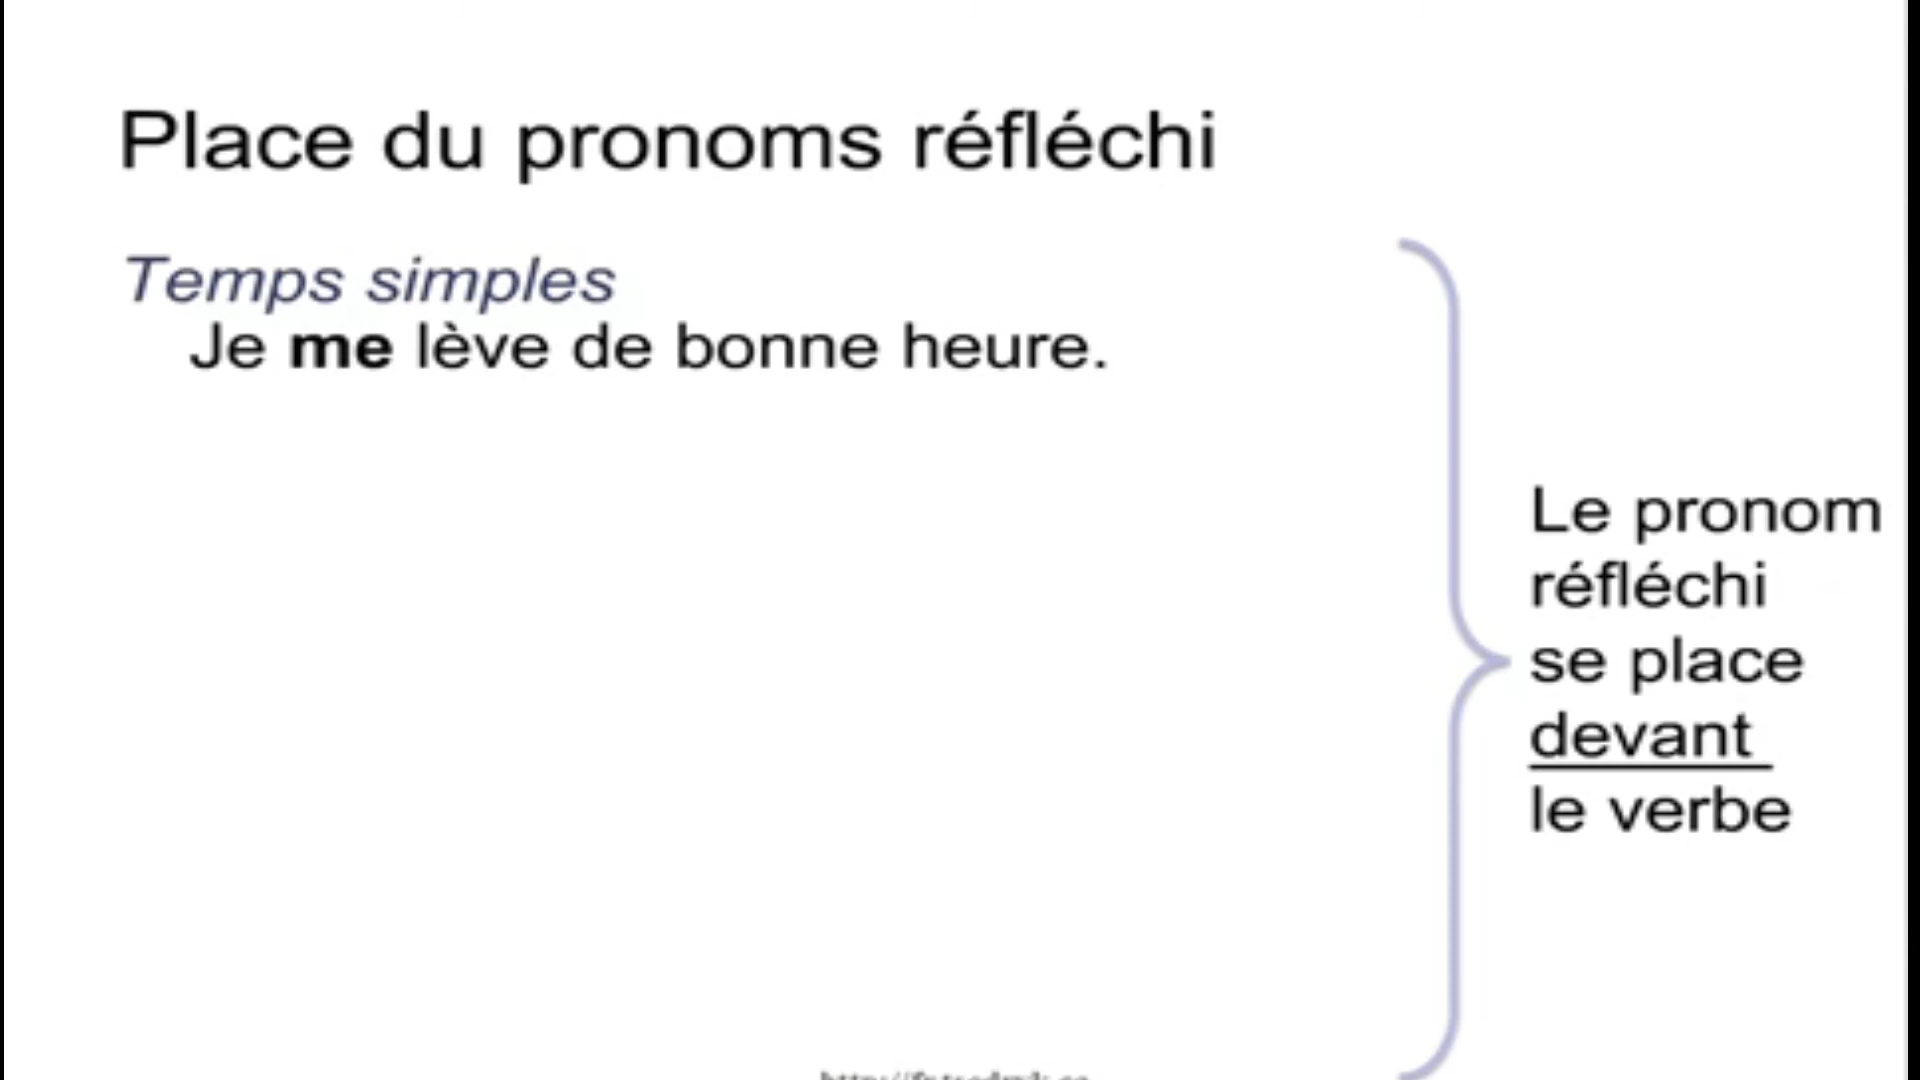 Place du pronoms réfléchi
Temps simples
Je me lève de bonne heure.
Le pronom
réfléchi
se place
devant
le verbe